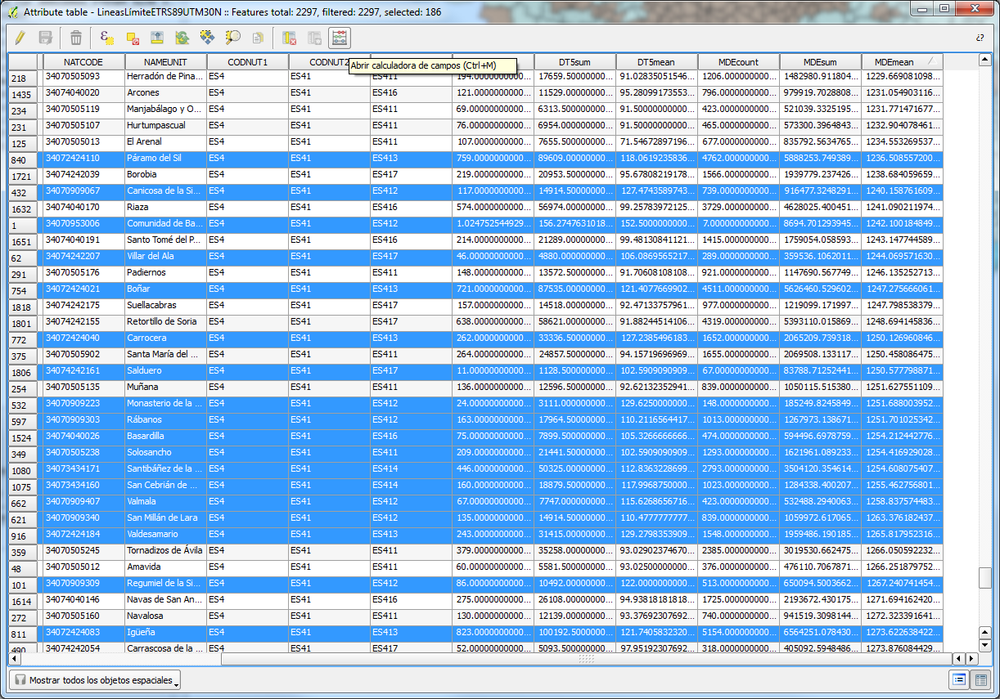 Attribute table - LineasLímiteETRS89UTM30N :: Features total: 2297, filtered: 2297, selected: 186
NATCODE NAMEUNIT CODNUT1 CODNUT2 DT5sum DT5mean MDEcount MDEsum MDEmean
Abrir calculadora de campos (Ctrl+M)
218 34070505093 Herradón de Pina... ES4 ES41 ES411 194.0000000000... 17659.50000000... 91.02835051546... 1206.000000000... 1482980.911804... 1229.669081098...
1435 34074040020 Arcones ES4 ES41 ES416 121.0000000000... 11529.00000000... 95.28099173553... 796.0000000000... 979919.7028808... 1231.054903116...
234 34070505119 Manjabálago y O... ES4 ES41 ES411 69.00000000000... 6313.500000000... 91.50000000000... 423.0000000000... 521039.3325195... 1231.771471677...
231 34070505107 Hurtumpascual ES4 ES41 ES411 76.00000000000... 6954.000000000... 91.50000000000... 465.0000000000... 573300.3964843... 1232.904078461...
125 34070505013 El Arenal ES4 ES41 ES411 107.0000000000... 7655.500000000... 71.54672897196... 677.0000000000... 835792.5634765... 1234.553269537...
840 34072424110 Páramo del Sil ES4 ES41 ES413 759.0000000000... 89609.00000000... 118.0619235836... 4762.000000000... 5888253.749389... 1236.508557200...
1721 34074242039 Borobia ES4 ES41 ES417 219.0000000000... 20953.50000000... 95.67808219178... 1566.000000000... 1939779.237426... 1238.684059659...
432 34070909067 Canicosa de la Si... ES4 ES41 ES412 117.0000000000... 14914.50000000... 127.4743589743... 739.0000000000... 916477.3248291... 1240.158761609...
1632 34074040170 Riaza ES4 ES41 ES416 574.0000000000... 56974.00000000... 99.25783972125... 3729.000000000... 4628025.400451... 1241.090211974...
1 34070953006 Comunidad de Ba... ES4 ES41 ES412 1.024752544929... 156.2747631018... 152.5000000000... 7.000000000000... 8694.701293945... 1242.100184849...
1651 34074040191 Santo Tomé del P... ES4 ES41 ES416 214.0000000000... 21289.00000000... 99.48130841121... 1415.000000000... 1759054.058593... 1243.147744589...
62 34074242207 Villar del Ala ES4 ES41 ES417 46.00000000000... 4880.000000000... 106.0869565217... 289.0000000000... 359536.1062011... 1244.069571630...
291 34070505176 Padiernos ES4 ES41 ES411 148.0000000000... 13572.50000000... 91.70608108108... 921.0000000000... 1147690.567749... 1246.135252713...
754 34072424021 Boñar ES4 ES41 ES413 721.0000000000... 87535.00000000... 121.4077669902... 4511.000000000... 5626460.529602... 1247.275666061...
1818 34074242175 Suellacabras ES4 ES41 ES417 157.0000000000... 14518.00000000... 92.47133757961... 977.0000000000... 1219099.171997... 1247.798538379...
1801 34074242155 Retortillo de Soria ES4 ES41 ES417 638.0000000000... 58621.00000000... 91.88244514106... 4319.000000000... 5393110.015869... 1248.694145836...
772 34072424040 Carrocera ES4 ES41 ES413 262.0000000000... 33336.50000000... 127.2385496183... 1652.000000000... 2065209.739318... 1250.126960846...
375 34070505902 Santa María del ... ES4 ES41 ES411 264.0000000000... 24857.50000000... 94.15719696969... 1655.000000000... 2069508.133117... 1250.458086475...
1806 34074242161 Salduero ES4 ES41 ES417 11.00000000000... 1128.500000000... 102.5909090909... 67.00000000000... 83788.71252441... 1250.577798871...
254 34070505135 Muñana ES4 ES41 ES411 136.0000000000... 12596.50000000... 92.62132352941... 839.0000000000... 1050115.515380... 1251.627551109...
532 34070909223 Monasterio de la ... ES4 ES41 ES412 24.00000000000... 3111.000000000... 129.6250000000... 148.0000000000... 185249.8245849... 1251.688003952...
597 34070909303 Rábanos ES4 ES41 ES412 163.0000000000... 17964.50000000... 110.2116564417... 1013.000000000... 1267973.138671... 1251.701025342...
1524 34074040026 Basardilla ES4 ES41 ES416 75.00000000000... 7899.500000000... 105.3266666666... 474.0000000000... 594496.6978759... 1254.212442776...
349 34070505238 Solosancho ES4 ES41 ES411 209.0000000000... 21441.50000000... 102.5909090909... 1293.000000000... 1621961.089233... 1254.416929028...
1080 34073434171 Santibáñez de la ... ES4 ES41 ES414 446.0000000000... 50325.00000000... 112.8363228699... 2793.000000000... 3504120.354614... 1254.608075407...
1075 34073434160 San Cebrián de ... ES4 ES41 ES414 160.0000000000... 18879.50000000... 117.9968750000... 1023.000000000... 1284338.400207... 1255.462756801...
662 34070909407 Valmala ES4 ES41 ES412 67.00000000000... 7747.000000000... 115.6268656716... 423.0000000000... 532488.2940063... 1258.837574483...
621 34070909340 San Millán de Lara ES4 ES41 ES412 135.0000000000... 14914.50000000... 110.4777777777... 839.0000000000... 1059972.617065... 1263.376182437...
916 34072424184 Valdesamario ES4 ES41 ES413 243.0000000000... 31415.00000000... 129.2798353909... 1548.000000000... 1959486.190185... 1265.817952316...
359 34070505245 Tornadizos de Ávila ES4 ES41 ES411 379.0000000000... 35258.00000000... 93.02902374670... 2385.000000000... 3019530.662475... 1266.050592232...
48 34070505012 Amavida ES4 ES41 ES411 60.00000000000... 5581.500000000... 93.02500000000... 376.0000000000... 476110.7067871... 1266.251879752...
101 34070909309 Regumiel de la Si... ES4 ES41 ES412 86.00000000000... 10492.00000000... 122.0000000000... 513.0000000000... 650094.5003662... 1267.240741454...
1614 34074040146 Navas de San An... ES4 ES41 ES416 275.0000000000... 26108.00000000... 94.93818181818... 1725.000000000... 2193672.430175... 1271.694162420...
272 34070505160 Navalosa ES4 ES41 ES411 130.0000000000... 12139.00000000... 93.37692307692... 740.0000000000... 941519.3098144... 1272.323391641...
811 34072424083 Igüeña ES4 ES41 ES413 823.0000000000... 100192.5000000... 121.7405832320... 5154.000000000... 6564251.078430... 1273.622638422...
490 34074242054 Carrascosa de la ... ES4 ES41 ES417 52.00000000000... 5093.500000000... 97.95192307692... 318.0000000000... 405092.5948486... 1273.876084429...
Mostrar todos los objetos espaciales